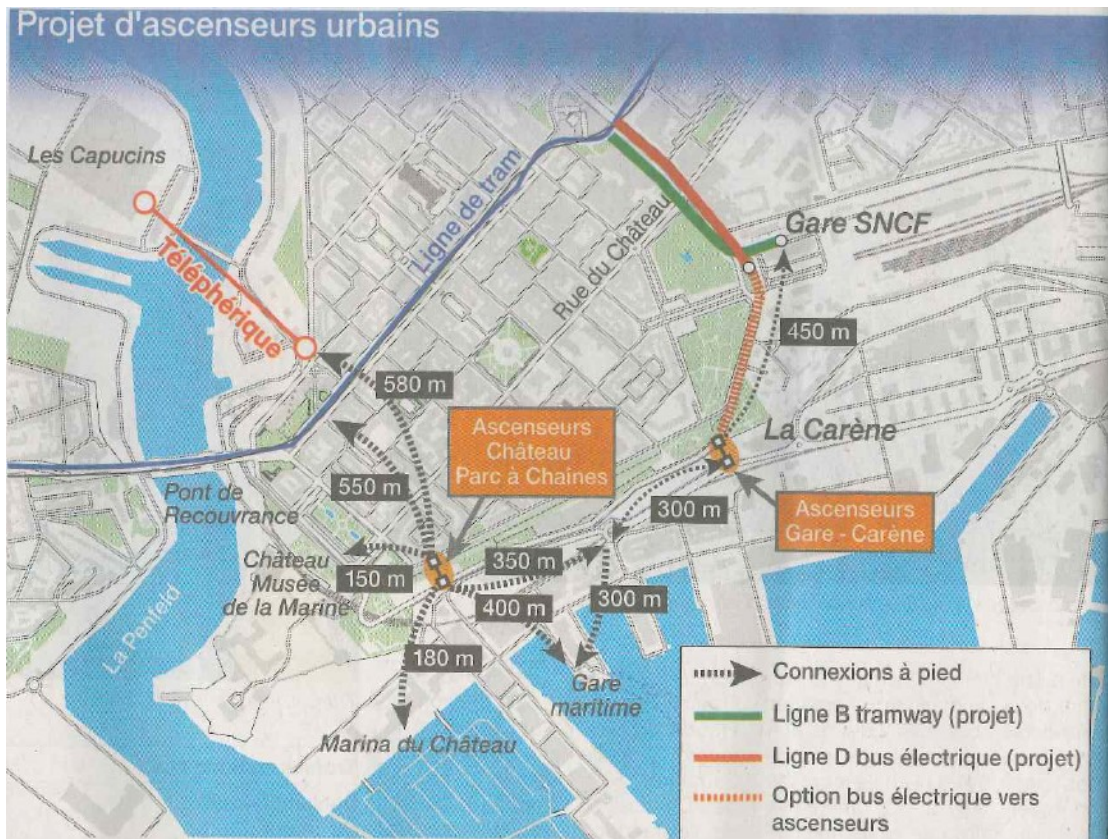 Projet d'ascenseurs urbains
Les Capucins
Téléphérique
Ligne de tram
Rue du Château
Gare SNCF
450 m
580 m
Ascenseurs
Château
Parc à Chaines
La Carène
550 m
Pont de
Recouvrance
300 m
Ascenseurs
Gare - Carène
Château
Musée
de la Marine
150 m
350 m
400 m
300 m
La Penfeld
180 m
Gare
maritime
Marina du Château
Connexions à pied
Ligne B tramway (projet)
Ligne D bus électrique (projet)
Option bus électrique vers
ascenseurs